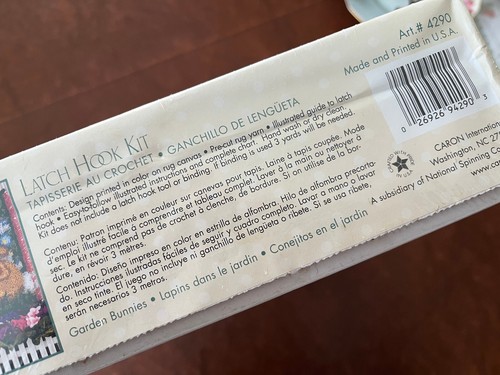 Art.# 4290
Made and Printed in U.S.A.
0 26926 94290 3
LATCH HOOK KIT
TAPISSERIE AU CROCHET • GANCHILLO DE LENGÜETA
Contents: Design printed in color on rug canvas • Precut rug yarn • Illustrated guide to latch
hook • Easy-to-follow illustrated instructions and complete chart. Hand wash or dry clean.
Kit does not include a latch hook tool or binding. If binding is used 3 yards will be needed.
Contenu: Patron imprimé en couleur sur canevas pour tapis. Laine à tapis coupée. Mode
d'emploi illustré facile à comprendre et tableau complet. Laver à la main ou nettoyer à
sec. Le kit ne comprend pas de crochet à clenche, de bordure. Si on utilise de la bor-
dure, en prévoir 3 mètres.
Contenido: Diseño impreso en color en estrella de alfombra. Hilo de alfombra precorta-
do. Instrucciones ilustradas fáciles de seguir y cuadro completo. Lavar a mano o lavar
en seco tinte. El juego no incluye ni ganchillo de lengüeta o ribete. Si se usa ribete,
serán necesarios 3 metros.
Garden Bunnies • Lapins dans le jardin • Conejitos en el jardín
CARON Internation
Washington, NC 27
A subsidiary of National Spinning Co